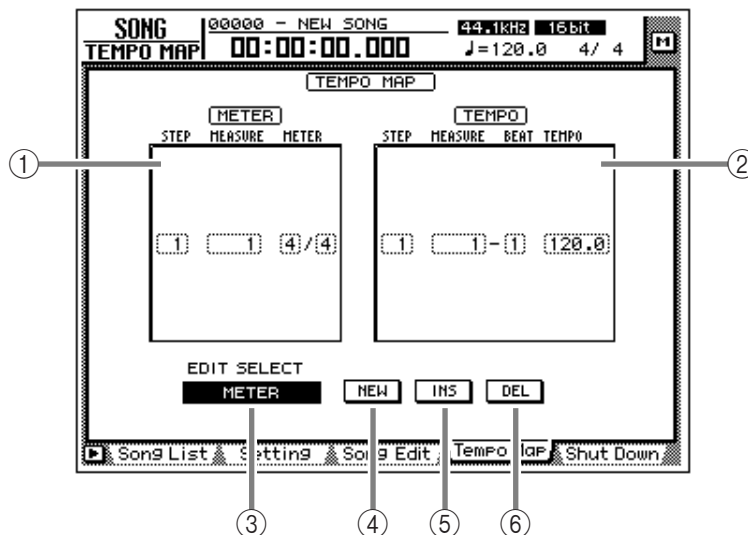 SONG 00000 - NEW SONG 44.1kHz 16bit
TEMPO MAP 00:00:00.000 ♩=120.0 4/ 4 M
TEMPO MAP
METER TEMPO
STEP MEASURE METER STEP MEASURE BEAT TEMPO
① ②
1 1 4/4 1 1-1 120.0
EDIT SELECT
METER NEW INS DEL
Song List Setting Song Edit Tempo Map Shut Down
③ ④ ⑤ ⑥